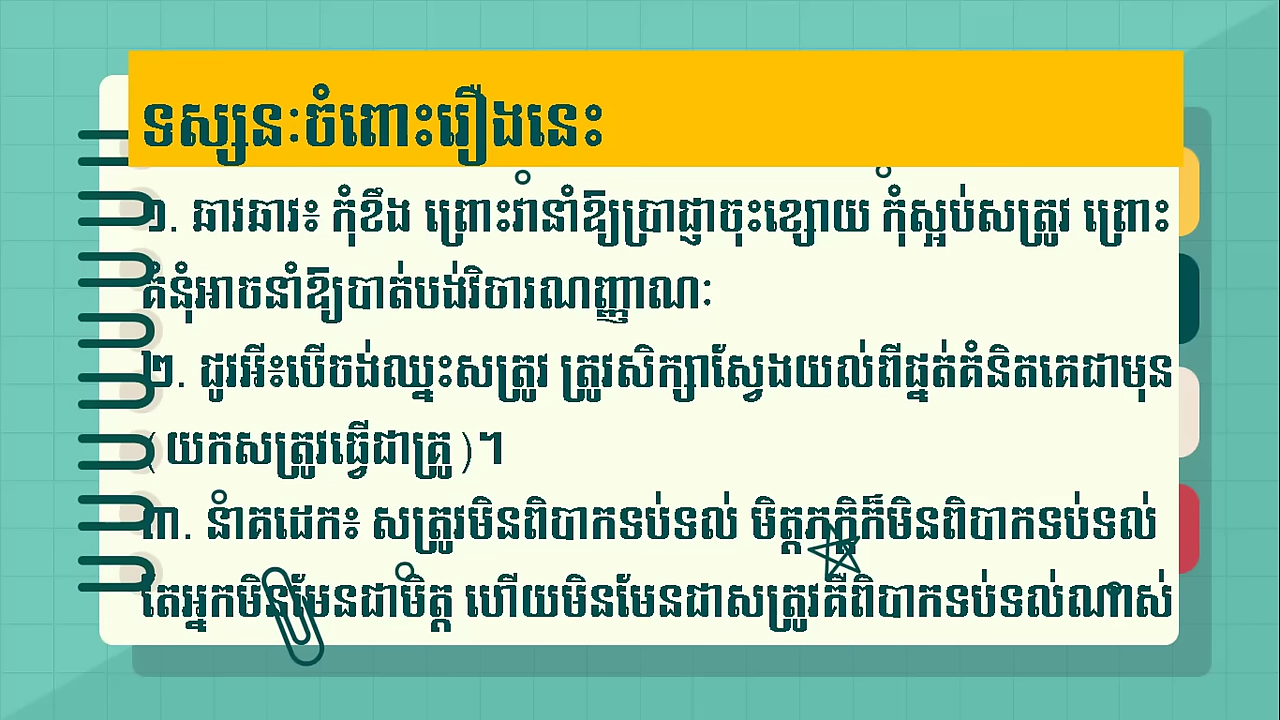 ទស្សនៈចំពោះរឿងនេះ
១. ឆាវឆាវ៖ កុំខឹង ព្រោះវានាំឱ្យប្រាជ្ញាចុះខ្សោយ កុំស្អប់សត្រូវ ព្រោះ
គំនុំអាចនាំឱ្យបាត់បង់វិចារណញ្ញាណៈ
២. ជូវអី៖បើចង់ឈ្នះសត្រូវ ត្រូវសិក្សាស្វែងយល់ពីផ្នត់គំនិតគេជាមុន
(យកសត្រូវធ្វើជាគ្រូ)។
៣. នំាគដេក៖ សត្រូវមិនពិបាកទប់ទល់ មិត្តភក្ដិក៏មិនពិបាកទប់ទល់
តែអ្នកមិនមែនជាមិត្ត ហើយមិនមែនជាសត្រូវគឺពិបាកទប់ទល់ណាស់